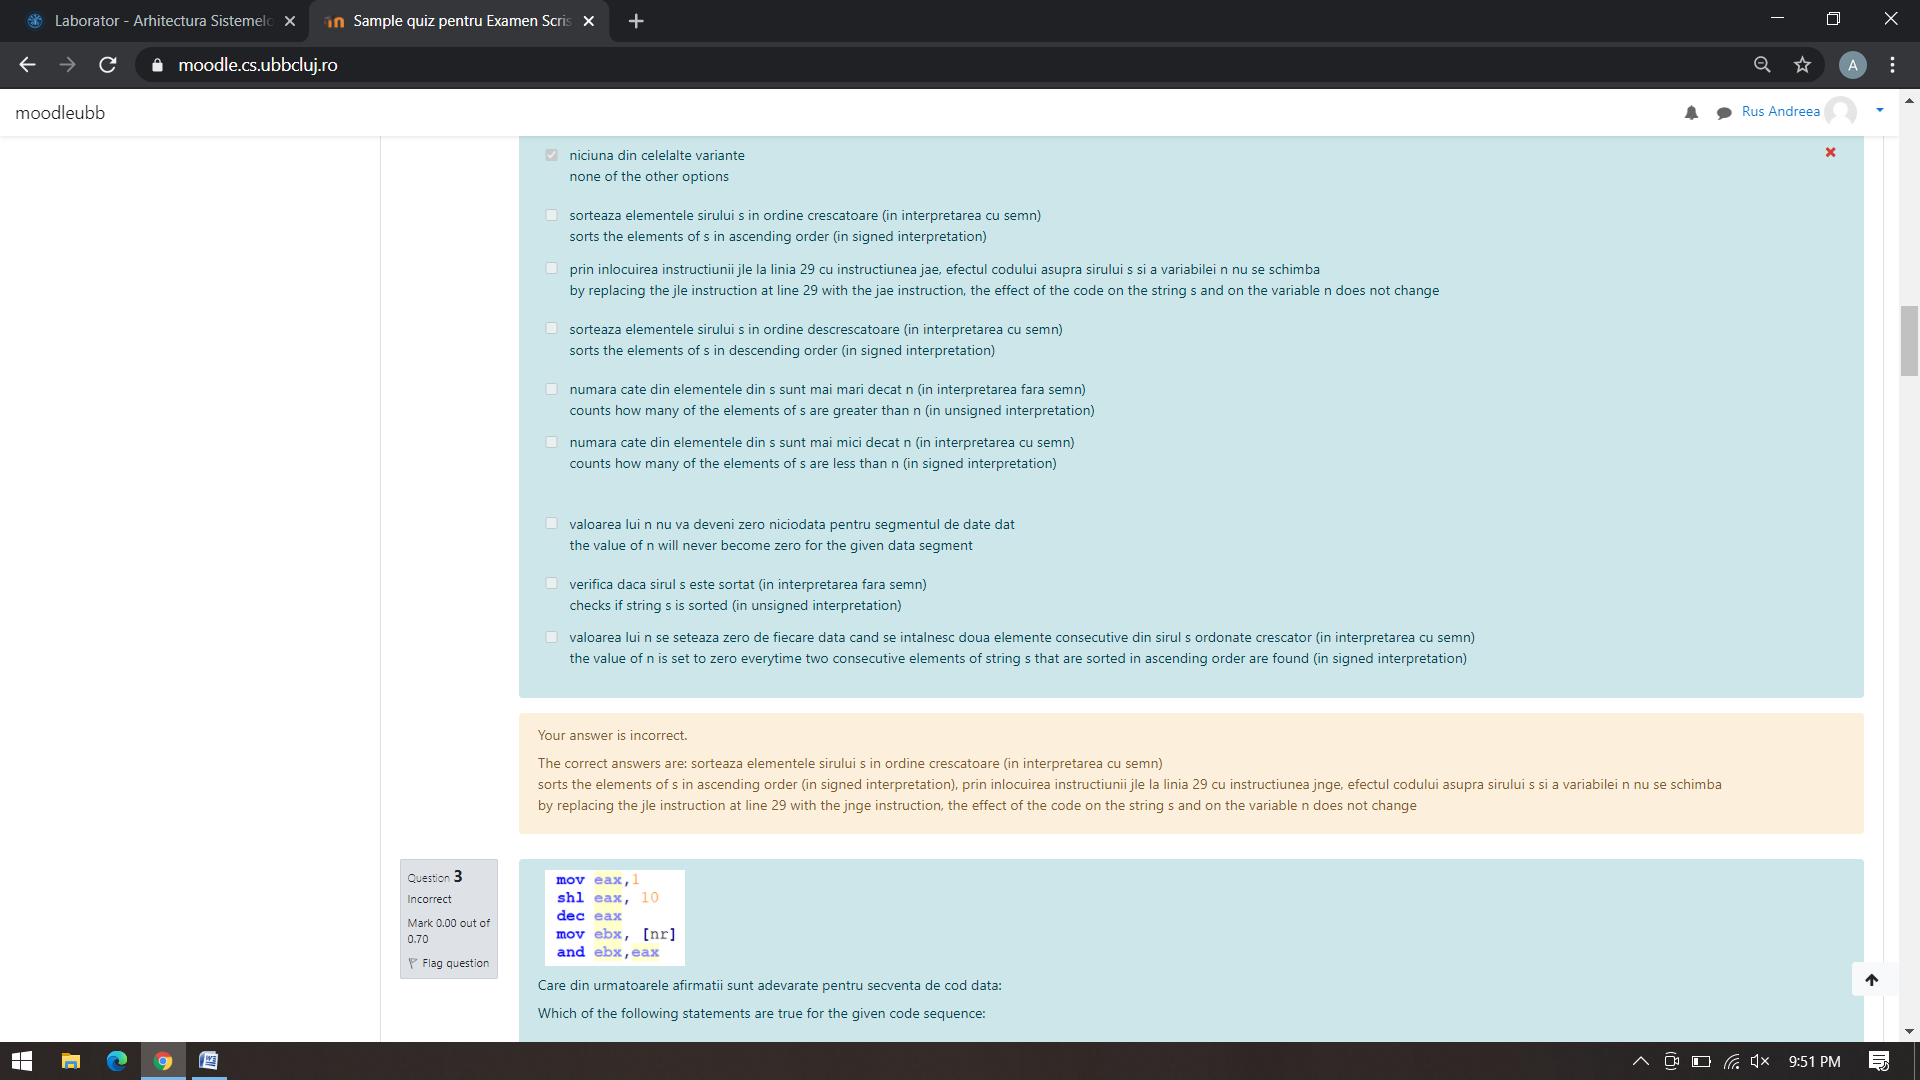 Laborator - Arhitectura Sistemelo
Sample quiz pentru Examen Scris
moodle.cs.ubbcluj.ro
A
moodleubb
Rus Andreea
niciuna din celelalte variante
none of the other options
sorteaza elementele sirului s in ordine crescatoare (in interpretarea cu semn)
sorts the elements of s in ascending order (in signed interpretation)
prin inlocuirea instructiunii jle la linia 29 cu instructiunea jae, efectul codului asupra sirului s si a variabilei n nu se schimba
by replacing the jle instruction at line 29 with the jae instruction, the effect of the code on the string s and on the variable n does not change
sorteaza elementele sirului s in ordine descrescatoare (in interpretarea cu semn)
sorts the elements of s in descending order (in signed interpretation)
numara cate din elementele din s sunt mai mari decat n (in interpretarea fara semn)
counts how many of the elements of s are greater than n (in unsigned interpretation)
numara cate din elementele din s sunt mai mici decat n (in interpretarea cu semn)
counts how many of the elements of s are less than n (in signed interpretation)
valoarea lui n nu va deveni zero niciodata pentru segmentul de date dat
the value of n will never become zero for the given data segment
verifica daca sirul s este sortat (in interpretarea fara semn)
checks if string s is sorted (in unsigned interpretation)
valoarea lui n se seteaza zero de fiecare data cand se intalnesc doua elemente consecutive din sirul s ordonate crescator (in interpretarea cu semn)
the value of n is set to zero everytime two consecutive elements of string s that are sorted in ascending order are found (in signed interpretation)
Your answer is incorrect.
The correct answers are: sorteaza elementele sirului s in ordine crescatoare (in interpretarea cu semn)
sorts the elements of s in ascending order (in signed interpretation), prin inlocuirea instructiunii jle la linia 29 cu instructiunea jnge, efectul codului asupra sirului s si a variabilei n nu se schimba
by replacing the jle instruction at line 29 with the jnge instruction, the effect of the code on the string s and on the variable n does not change
Question 3
Incorrect
Mark 0.00 out of
0.70
Flag question
mov eax,1
shl eax, 10
dec eax
mov ebx, [nr]
and ebx,eax
Care din urmatoarele afirmatii sunt adevarate pentru secventa de cod data:
Which of the following statements are true for the given code sequence:
9:51 PM